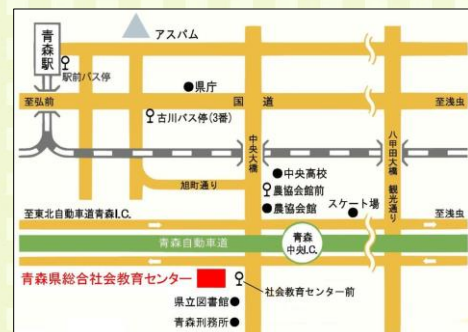 アスパム
青森駅
駅前バス停
県庁
至弘前
国道
至浅虫
古川バス停(3番)
中央大橋
八甲田大橋
観光通り
中央高校
旭町通り
農協会館前
農協会館
スケート場
至東北自動車道青森I.C.
至浅虫
青森自動車道
青森中央I.C.
青森県総合社会教育センター
社会教育センター前
県立図書館
青森刑務所